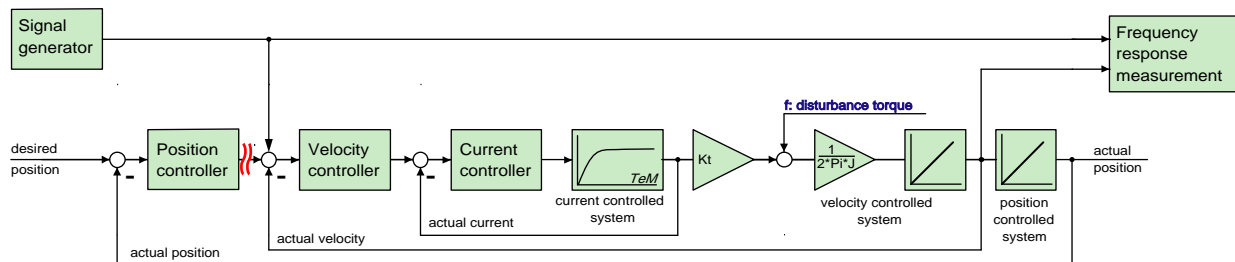 Signal
generator
Frequency
response
measurement
f: disturbance torque
desired
position
Position
controller
Velocity
controller
Current
controller
TeM
current controlled
system
Kt
1
2*Pi*J
velocity controlled
system
position
controlled
system
actual
position
actual current
actual velocity
actual position